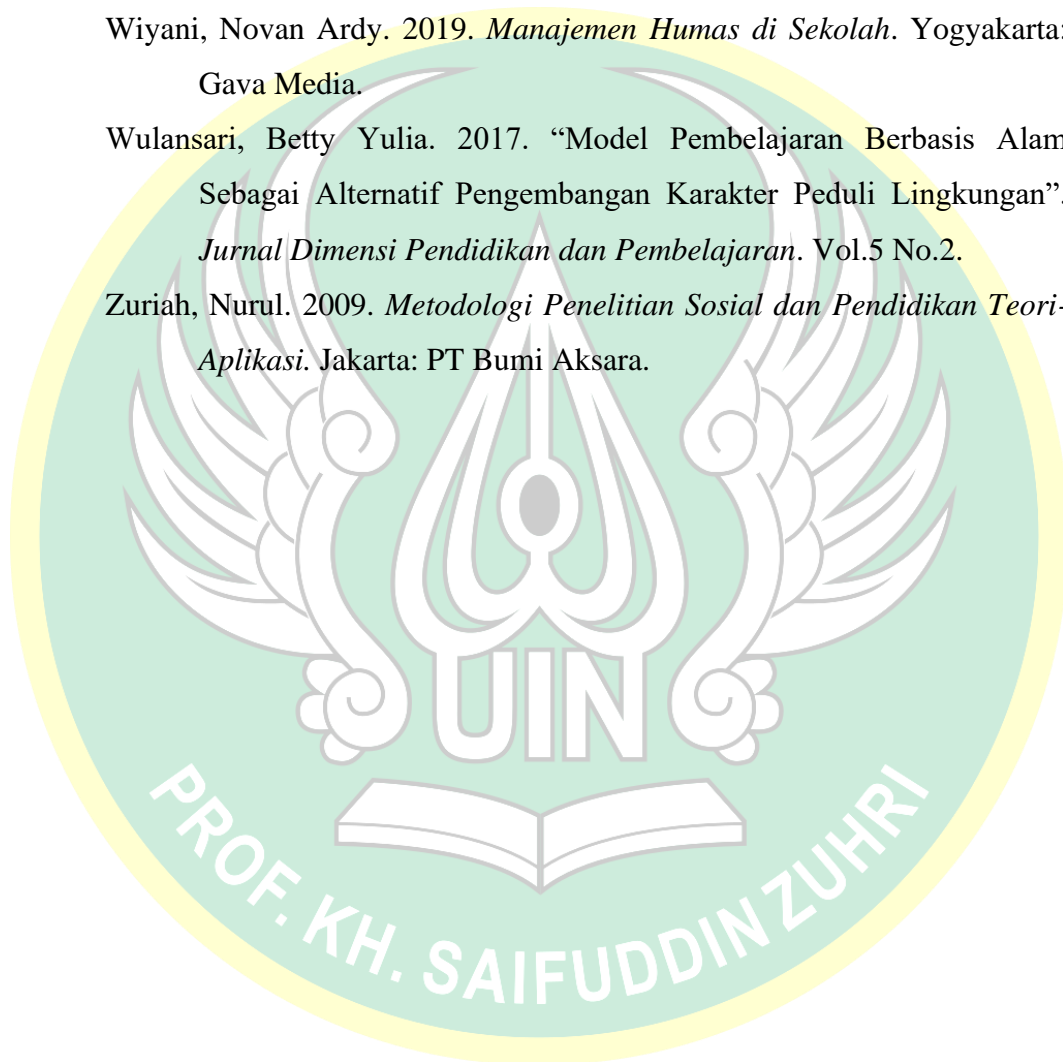 Wiyani, Novan Ardy. 2019. Manajemen Humas di Sekolah. Yogyakarta:
Gava Media.
Wulansari, Betty Yulia. 2017. “Model Pembelajaran Berbasis Alam
Sebagai Alternatif Pengembangan Karakter Peduli Lingkungan”.
Jurnal Dimensi Pendidikan dan Pembelajaran. Vol.5 No.2.
Zuriah, Nurul. 2009. Metodologi Penelitian Sosial dan Pendidikan Teori-
Aplikasi. Jakarta: PT Bumi Aksara.
UIN
PROF. KH. SAIFUDDIN ZUHRI